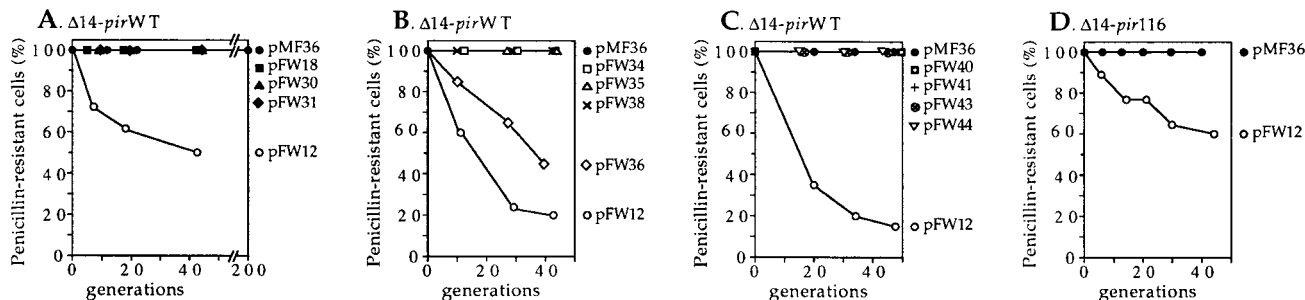 A. Δ14-pirWT
Penicillin-resistant cells (%)
100
80
60
40
20
0
0 20 40 200
generations
pMF36
pFW18
pFW30
pFW31
pFW12
B. Δ14-pirWT
Penicillin-resistant cells (%)
100
80
60
40
20
0
0 20 40
generations
pMF36
pFW34
pFW35
pFW38
pFW36
pFW12
C. Δ14-pirWT
Penicillin-resistant cells (%)
100
80
60
40
20
0
0 20 40
generations
pMF36
pFW40
pFW41
pFW43
pFW44
pFW12
D. Δ14-pir116
Penicillin-resistant cells (%)
100
80
60
40
20
0
0 20 40
generations
pMF36
pFW12